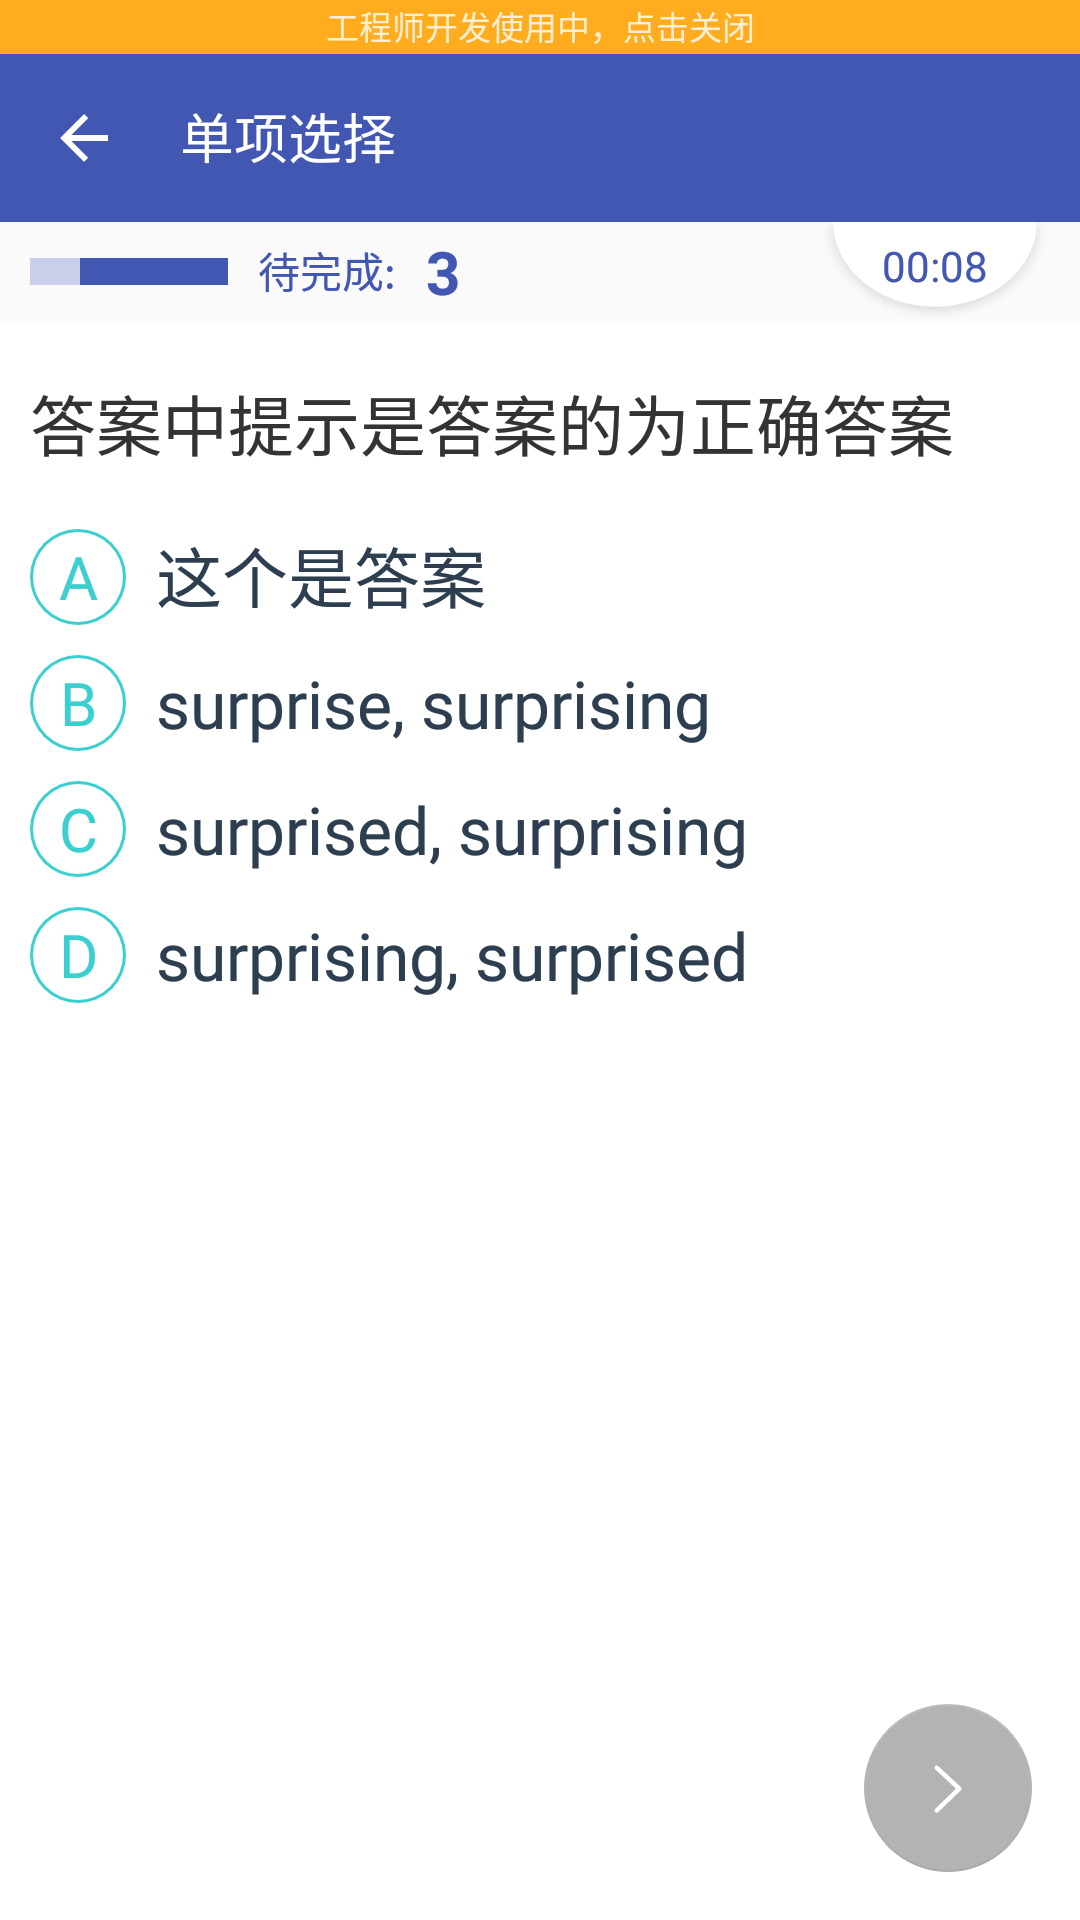 工程师开发使用中，点击关闭
单项选择
待完成: 3
00:08
答案中提示是答案的为正确答案
A 这个是答案
B surprise, surprising
C surprised, surprising
D surprising, surprised